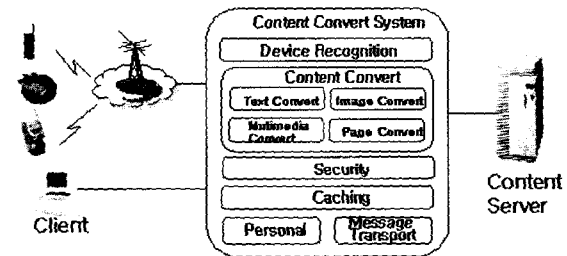 Content Convert System
Device Recognition
Content Convert
Text Convert
Image Convert
Multimedia
Convert
Page Convert
Security
Caching
Personal
Message
Transport
Client
Content
Server